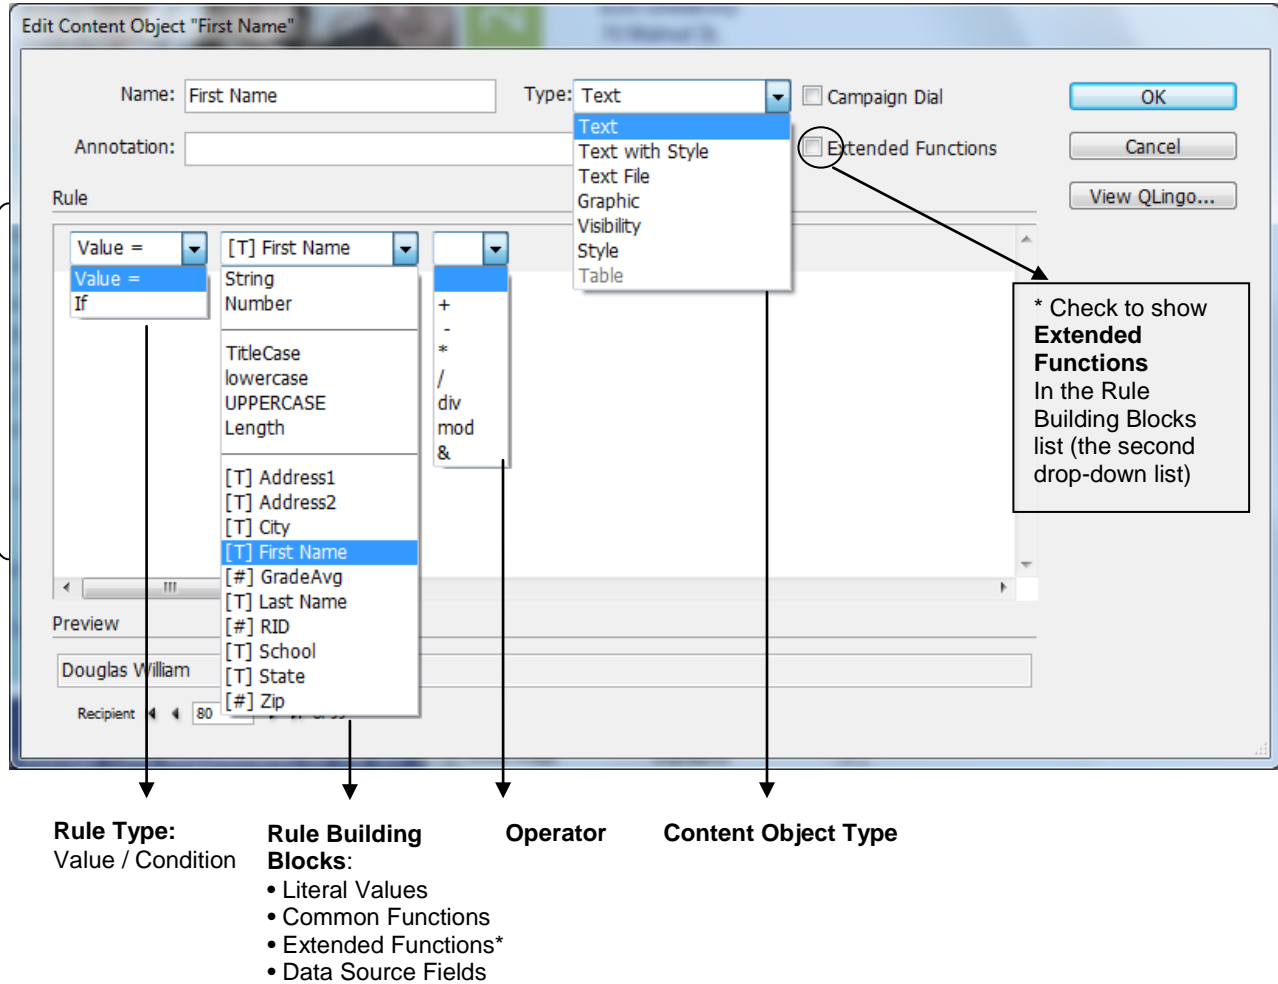 Edit Content Object "First Name"
Name: First Name
Type: Text
Campaign Dial
OK
Text
Text with Style
Text File
Graphic
Visibility
Style
Table
Annotation:
Extended Functions
Cancel
View QLingo...
Rule
Value =
[T] First Name
Value =
If
String
Number
TitleCase
lowercase
UPPERCASE
Length
[T] Address1
[T] Address2
[T] City
[T] First Name
[#] GradeAvg
[T] Last Name
[#] RID
[T] School
[T] State
[#] Zip
+
-
*
/
div
mod
&
* Check to show
Extended
Functions
In the Rule
Building Blocks
list (the second
drop-down list)
Preview
Douglas William
Recipient 80
Rule Type:
Value / Condition
Rule Building
Blocks:
• Literal Values
• Common Functions
• Extended Functions*
• Data Source Fields
Operator
Content Object Type